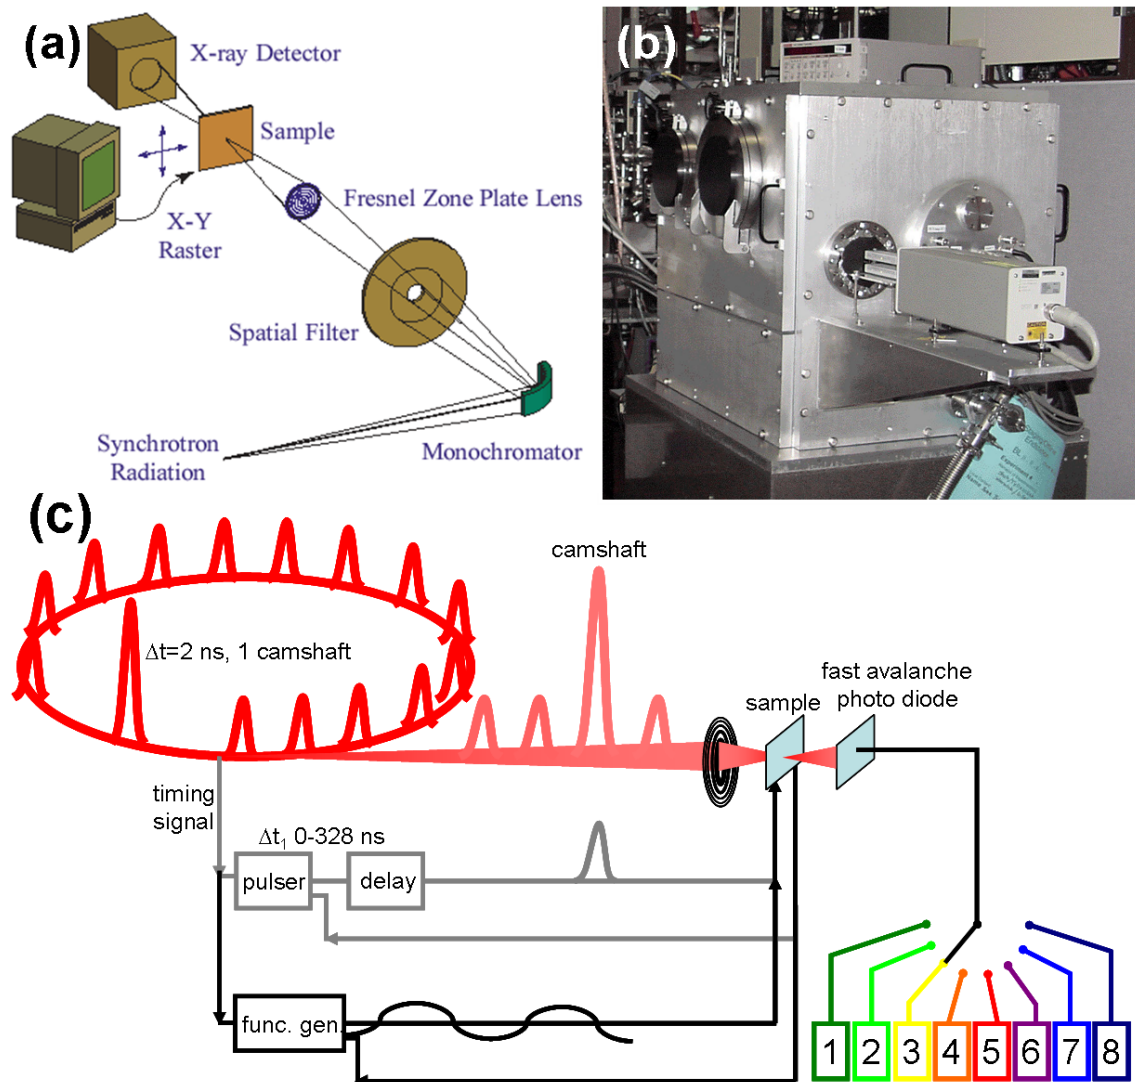 (a)
X-ray Detector
Sample
Fresnel Zone Plate Lens
X-Y
Raster
Spatial Filter
Synchrotron
Radiation
Monochromator
(b)
(c)
camshaft
Δt=2 ns, 1 camshaft
fast avalanche
photo diode
sample
timing
signal
Δt₁ 0-328 ns
pulser
delay
func. gen.
1 2 3 4 5 6 7 8